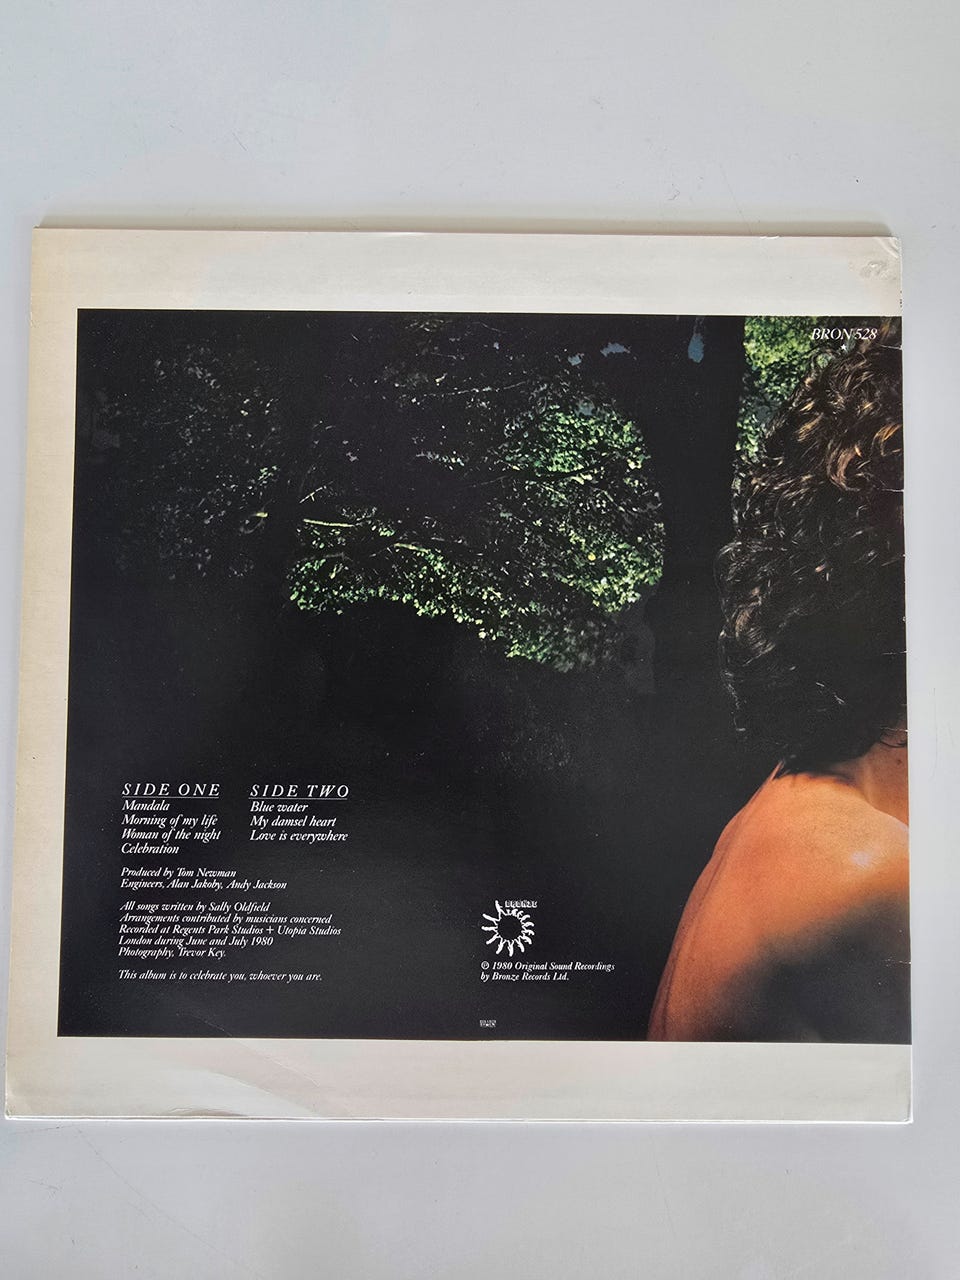 BRON 528
SIDE ONE
Mandala
Morning of my life
Woman of the night
Celebration
SIDE TWO
Blue water
My damsel heart
Love is everywhere
Produced by Tom Newman
Engineers, Alan Jakoby, Andy Jackson
All songs written by Sally Oldfield
Arrangements contributed by musicians concerned
Recorded at Regents Park Studios + Utopia Studios
London during June and July 1980
Photography, Trevor Key.
This album is to celebrate you, whoever you are.
BRONZE
℗ 1980 Original Sound Recordings
by Bronze Records Ltd.